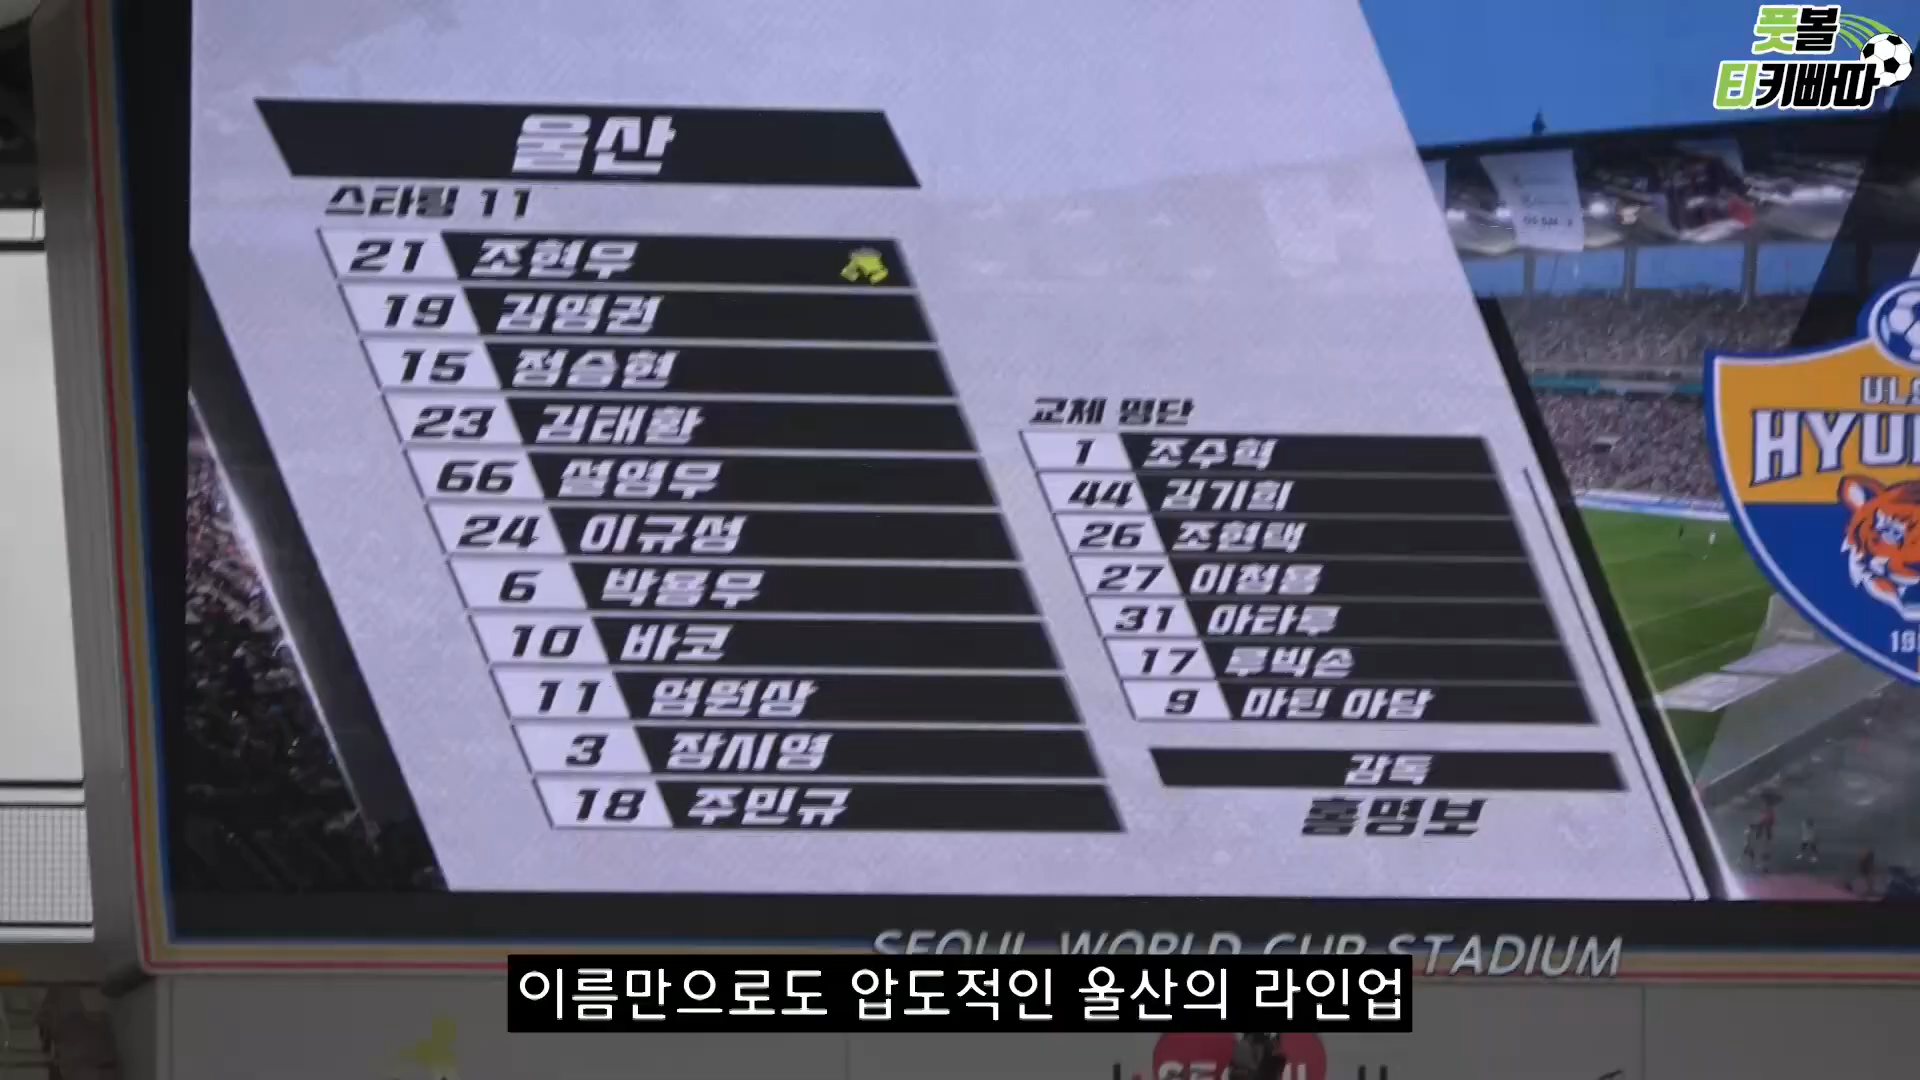 풋볼
티키빠따
울산
스타팅 11
21 조현우
19 김영권
15 정승현
23 김태환
66 설영우
24 이규성
6 박용우
10 바코
11 엄원상
3 장시영
18 주민규
교체 명단
1 조수혁
44 김기희
26 조현택
27 이청용
31 아타루
17 루빅손
9 마틴 아담
감독
홍명보
SEOUL WORLD CUP STADIUM
이름만으로도 압도적인 울산의 라인업